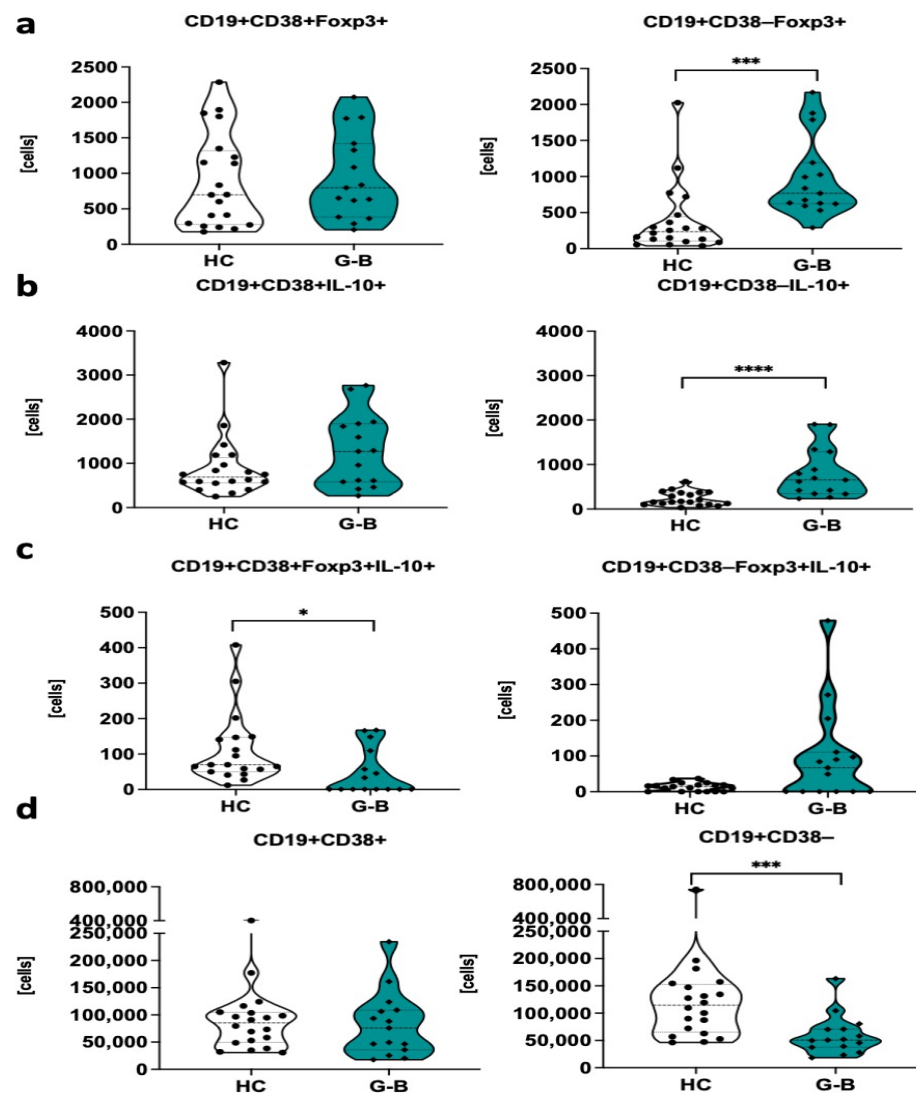 a
CD19+CD38+Foxp3+
CD19+CD38–Foxp3+
[cells]
2500
2000
1500
1000
500
0
HC
G-B
[cells]
2500
2000
1500
1000
500
0
***
HC
G-B
b
CD19+CD38+IL-10+
CD19+CD38–IL-10+
[cells]
4000
3000
2000
1000
0
HC
G-B
[cells]
4000
3000
2000
1000
0
****
HC
G-B
c
CD19+CD38+Foxp3+IL-10+
CD19+CD38–Foxp3+IL-10+
[cells]
500
400
300
200
100
0
*
HC
G-B
[cells]
500
400
300
200
100
0
HC
G-B
d
CD19+CD38+
CD19+CD38–
[cells]
800,000
400,000
250,000
200,000
150,000
100,000
50,000
0
HC
G-B
[cells]
800,000
400,000
250,000
200,000
150,000
100,000
50,000
0
***
HC
G-B